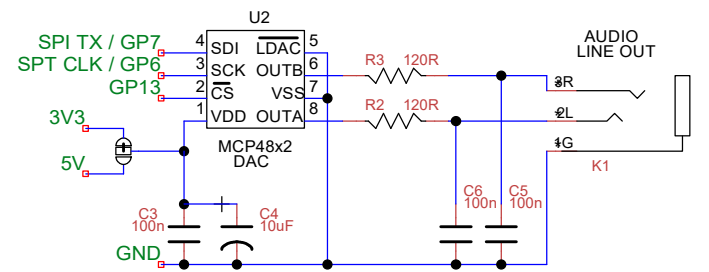 U2
AUDIO
LINE OUT
SPI TX / GP7
4
SDI
LDAC
5
R3
120R
SPT CLK / GP6
3
SCK
OUTB
6
3R
GP13
2
CS
VSS
7
R2
120R
2L
1
VDD
OUTA
8
3V3
MCP48x2
DAC
1G
K1
5V
C3
100n
C4
10uF
C6
100n
C5
100n
GND